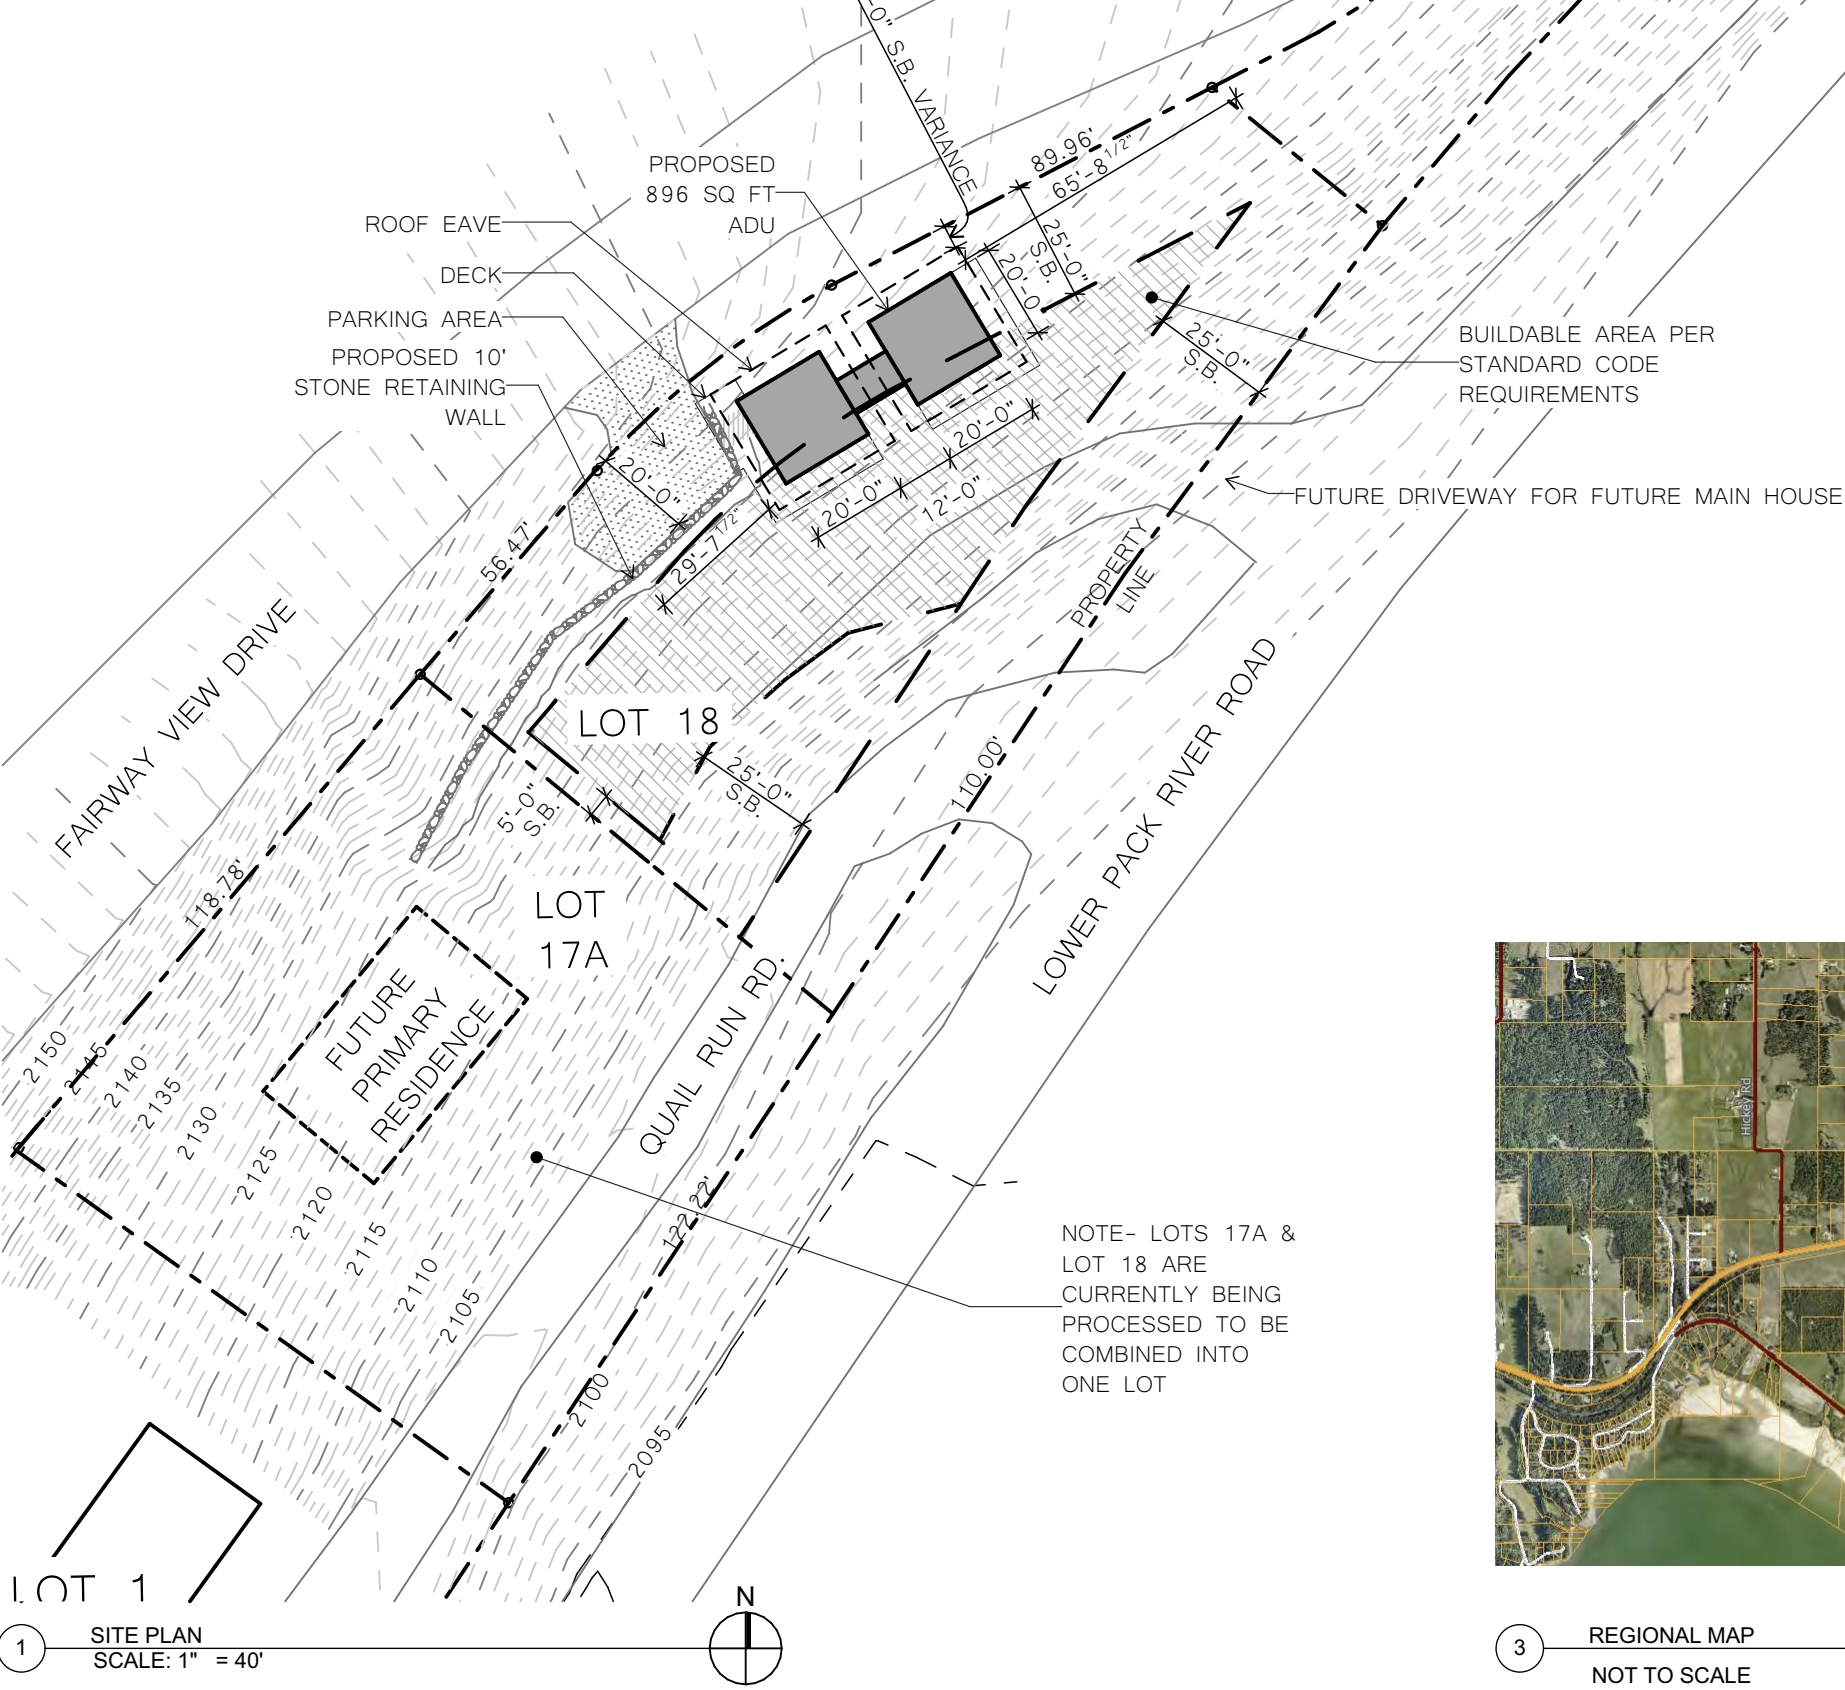 0" S.B. VARIANCE
PROPOSED
896 SQ FT
ADU
ROOF EAVE
DECK
PARKING AREA
PROPOSED 10'
STONE RETAINING
WALL
89.96'
65'-8 1/2"
25'-0"
S.B.
20'-0"
25'-0"
S.B.
BUILDABLE AREA PER
STANDARD CODE
REQUIREMENTS
20'-0"
20'-0"
12'-0"
20'-0"
29'-7 1/2"
FUTURE DRIVEWAY FOR FUTURE MAIN HOUSE
56.47'
PROPERTY
LINE
FAIRWAY VIEW DRIVE
LOT 18
LOWER PACK RIVER ROAD
25'-0"
S.B.
110.00'
5'-0"
S.B.
118.78'
LOT
17A
FUTURE
PRIMARY
RESIDENCE
QUAIL RUN RD.
2150
2145
2140
2135
2130
2125
2120
2115
2110
2105
2100
2095
122.22'
NOTE- LOTS 17A &
LOT 18 ARE
CURRENTLY BEING
PROCESSED TO BE
COMBINED INTO
ONE LOT
Hickey Rd
LOT 1
N
1
SITE PLAN
SCALE: 1" = 40'
3
REGIONAL MAP
NOT TO SCALE